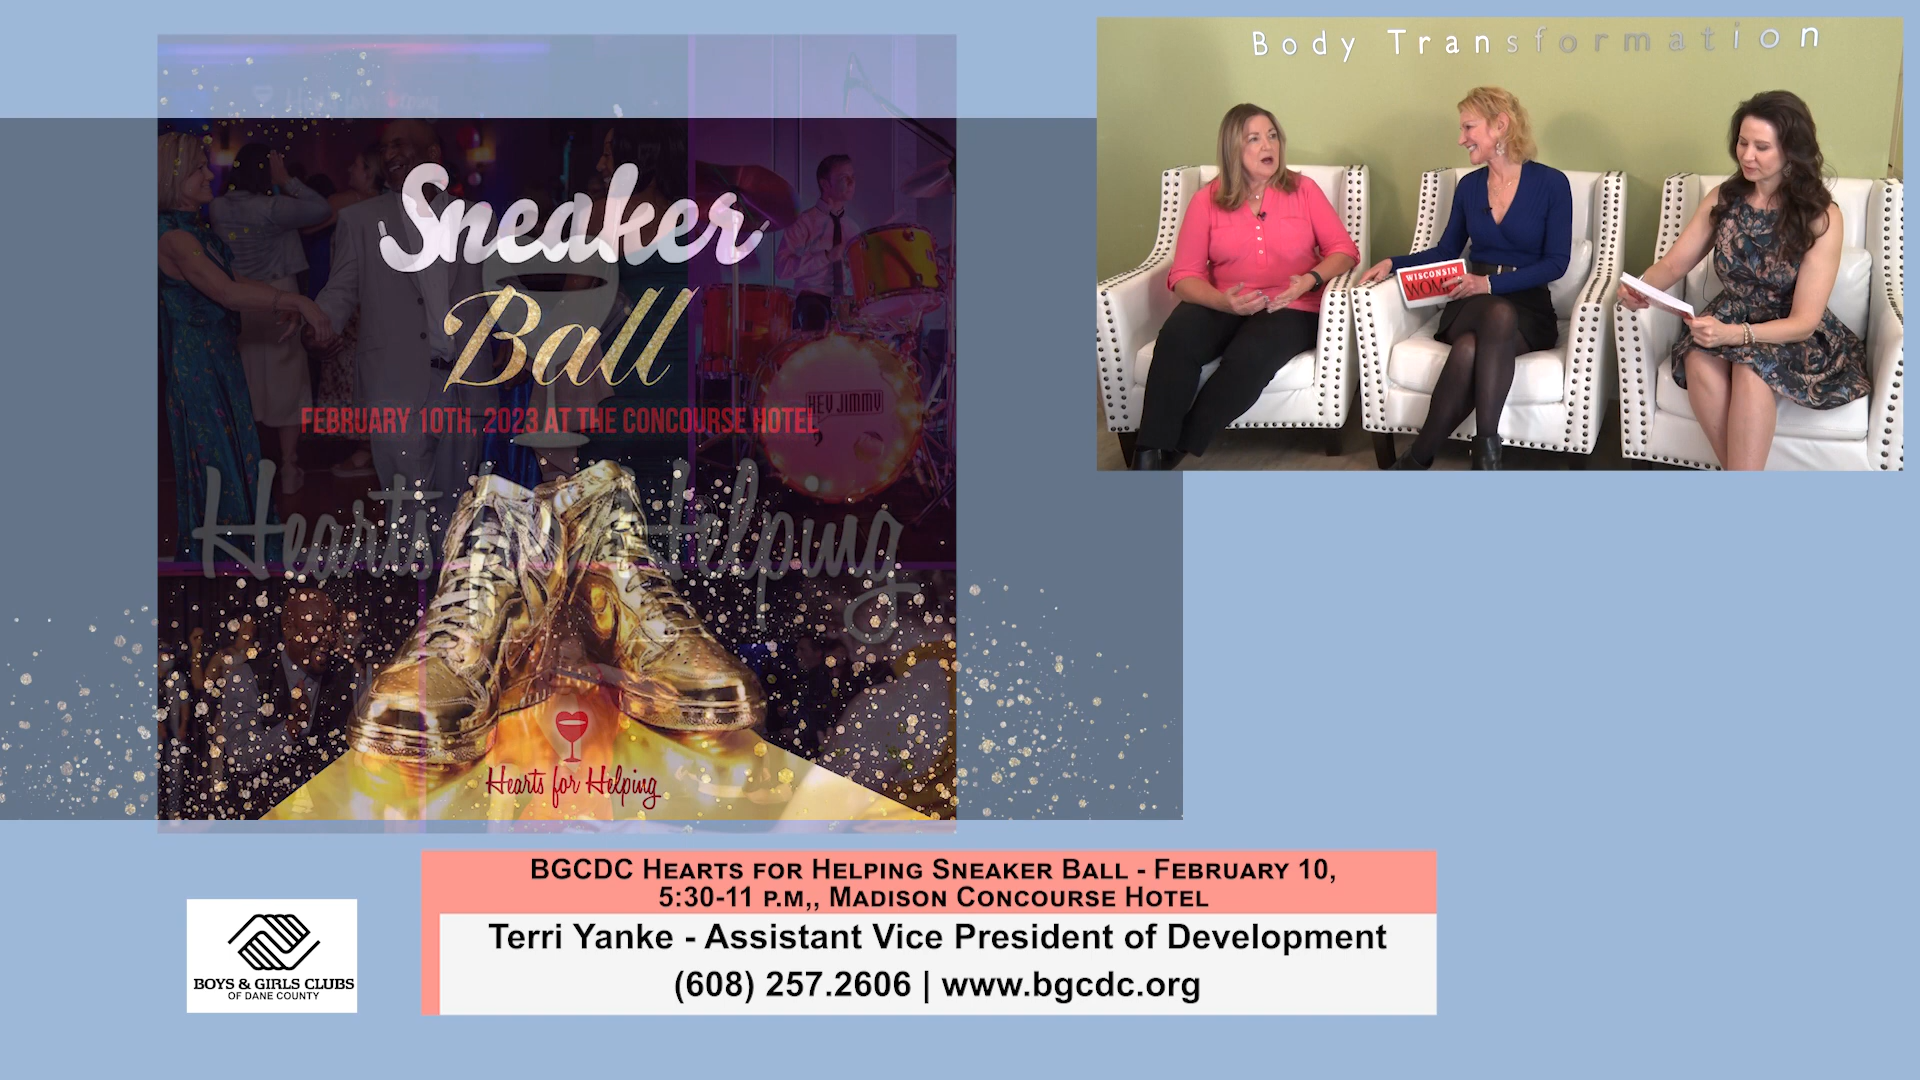 Sneaker
Ball
FEBRUARY 10TH, 2023 AT THE CONCOURSE HOTEL
HEY JIMMY
Hearts for Helping
Hearts for Helping
Body Transformation
WISCONSIN
BGCDC Hearts for Helping Sneaker Ball - February 10,
5:30-11 p.m,, Madison Concourse Hotel
Terri Yanke - Assistant Vice President of Development
(608) 257.2606 | www.bgcdc.org
BOYS & GIRLS CLUBS
OF DANE COUNTY